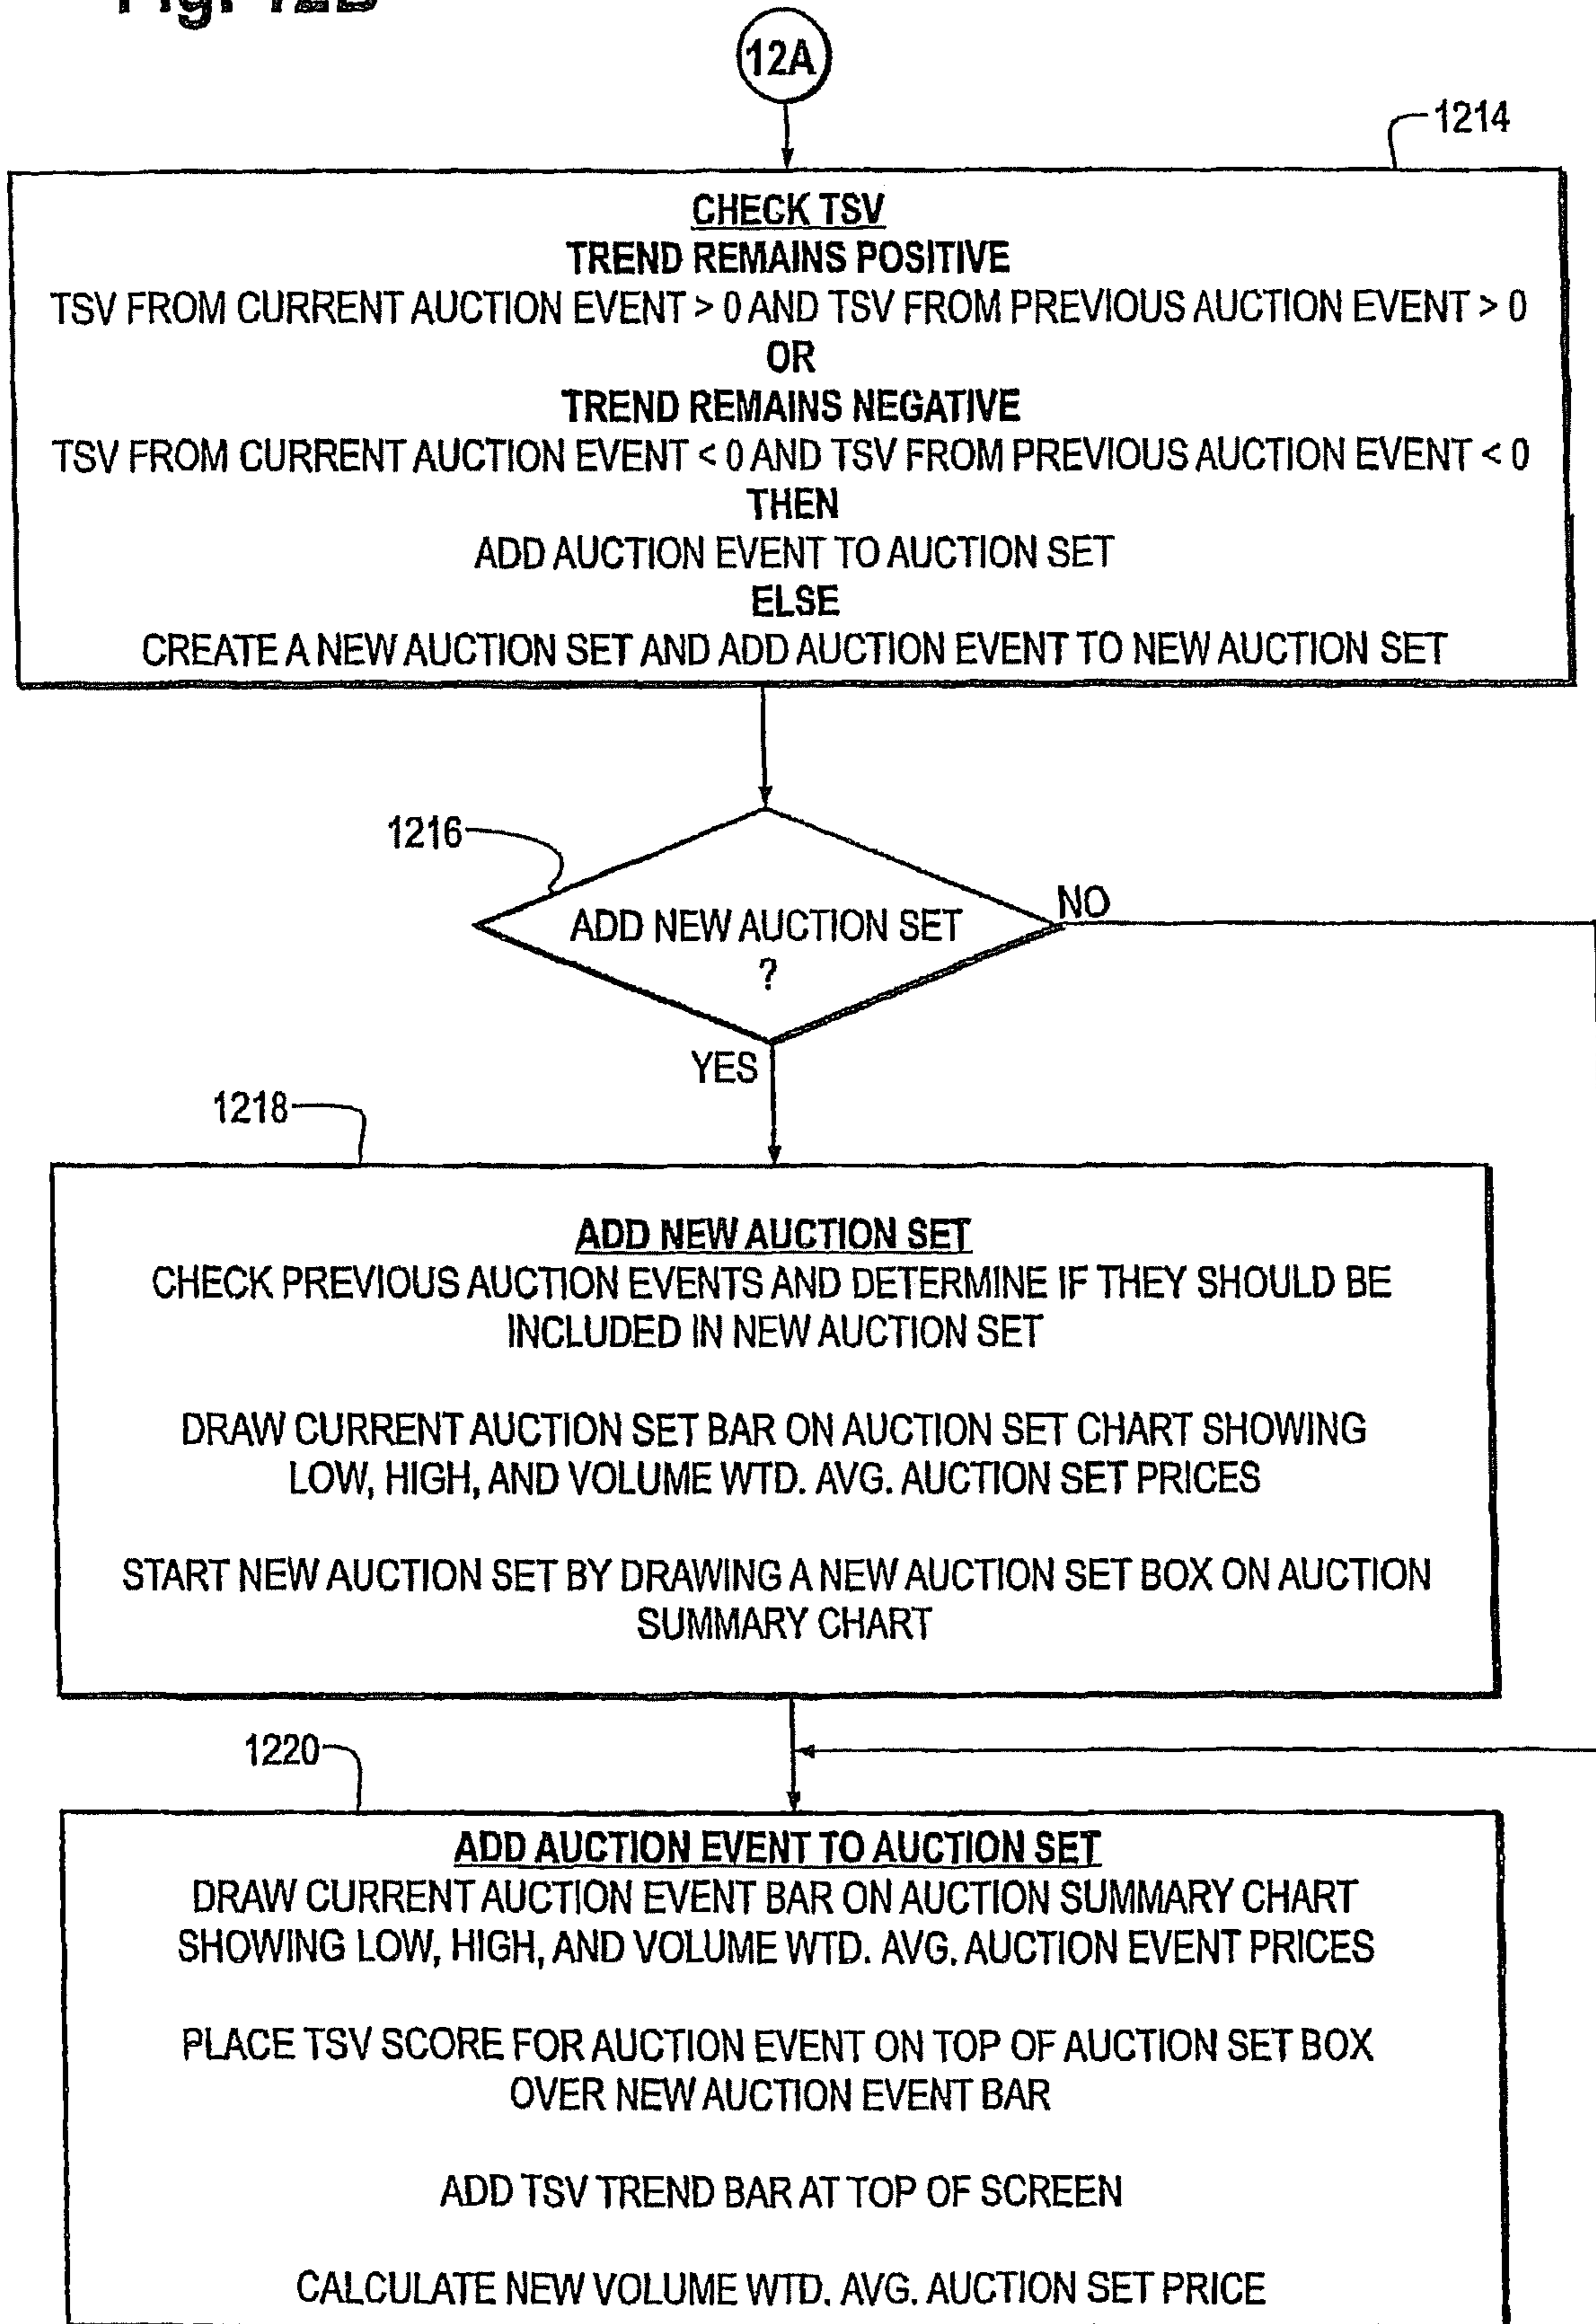 Fig. 12B
12A
1214
CHECK TSV
TREND REMAINS POSITIVE
TSV FROM CURRENT AUCTION EVENT > 0 AND TSV FROM PREVIOUS AUCTION EVENT > 0
OR
TREND REMAINS NEGATIVE
TSV FROM CURRENT AUCTION EVENT < 0 AND TSV FROM PREVIOUS AUCTION EVENT < 0
THEN
ADD AUCTION EVENT TO AUCTION SET
ELSE
CREATE A NEW AUCTION SET AND ADD AUCTION EVENT TO NEW AUCTION SET
1216
NO
ADD NEW AUCTION SET
?
YES
1218
ADD NEW AUCTION SET
CHECK PREVIOUS AUCTION EVENTS AND DETERMINE IF THEY SHOULD BE
INCLUDED IN NEW AUCTION SET
DRAW CURRENT AUCTION SET BAR ON AUCTION SET CHART SHOWING
LOW, HIGH, AND VOLUME WTD. AVG. AUCTION SET PRICES
START NEW AUCTION SET BY DRAWING A NEW AUCTION SET BOX ON AUCTION
SUMMARY CHART
1220
ADD AUCTION EVENT TO AUCTION SET
DRAW CURRENT AUCTION EVENT BAR ON AUCTION SUMMARY CHART
SHOWING LOW, HIGH, AND VOLUME WTD. AVG. AUCTION EVENT PRICES
PLACE TSV SCORE FOR AUCTION EVENT ON TOP OF AUCTION SET BOX
OVER NEW AUCTION EVENT BAR
ADD TSV TREND BAR AT TOP OF SCREEN
CALCULATE NEW VOLUME WTD. AVG. AUCTION SET PRICE